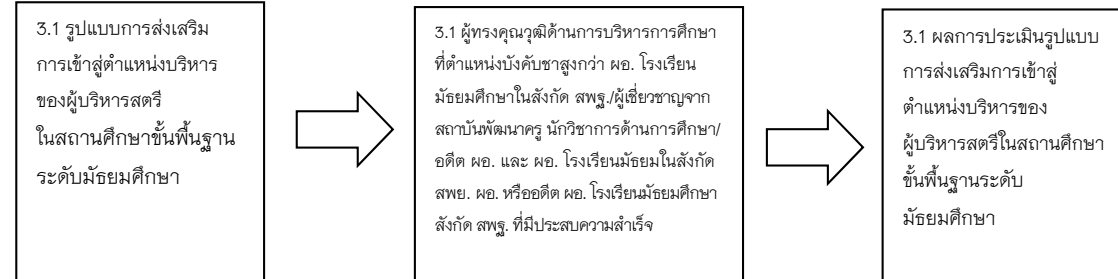 3.1 รูปแบบการส่งเสริม
การเข้าสู่ตำแหน่งบริหาร
ของผู้บริหารสตรี
ในสถานศึกษาขั้นพื้นฐาน
ระดับมัธยมศึกษา
3.1 ผู้ทรงคุณวุฒิด้านการบริหารการศึกษา
ที่ตำแหน่งบังคับชาสูงกว่า ผอ. โรงเรียน
มัธยมศึกษาในสังกัด สพฐ./ผู้เชี่ยวชาญจาก
สถาบันพัฒนาครู นักวิชาการด้านการศึกษา/
อดีต ผอ. และ ผอ. โรงเรียนมัธยมในสังกัด
สพย. ผอ. หรืออดีต ผอ. โรงเรียนมัธยมศึกษา
สังกัด สพฐ. ที่มีประสบความสำเร็จ
3.1 ผลการประเมินรูปแบบ
การส่งเสริมการเข้าสู่
ตำแหน่งบริหารของ
ผู้บริหารสตรีในสถานศึกษา
ขั้นพื้นฐานระดับ
มัธยมศึกษา